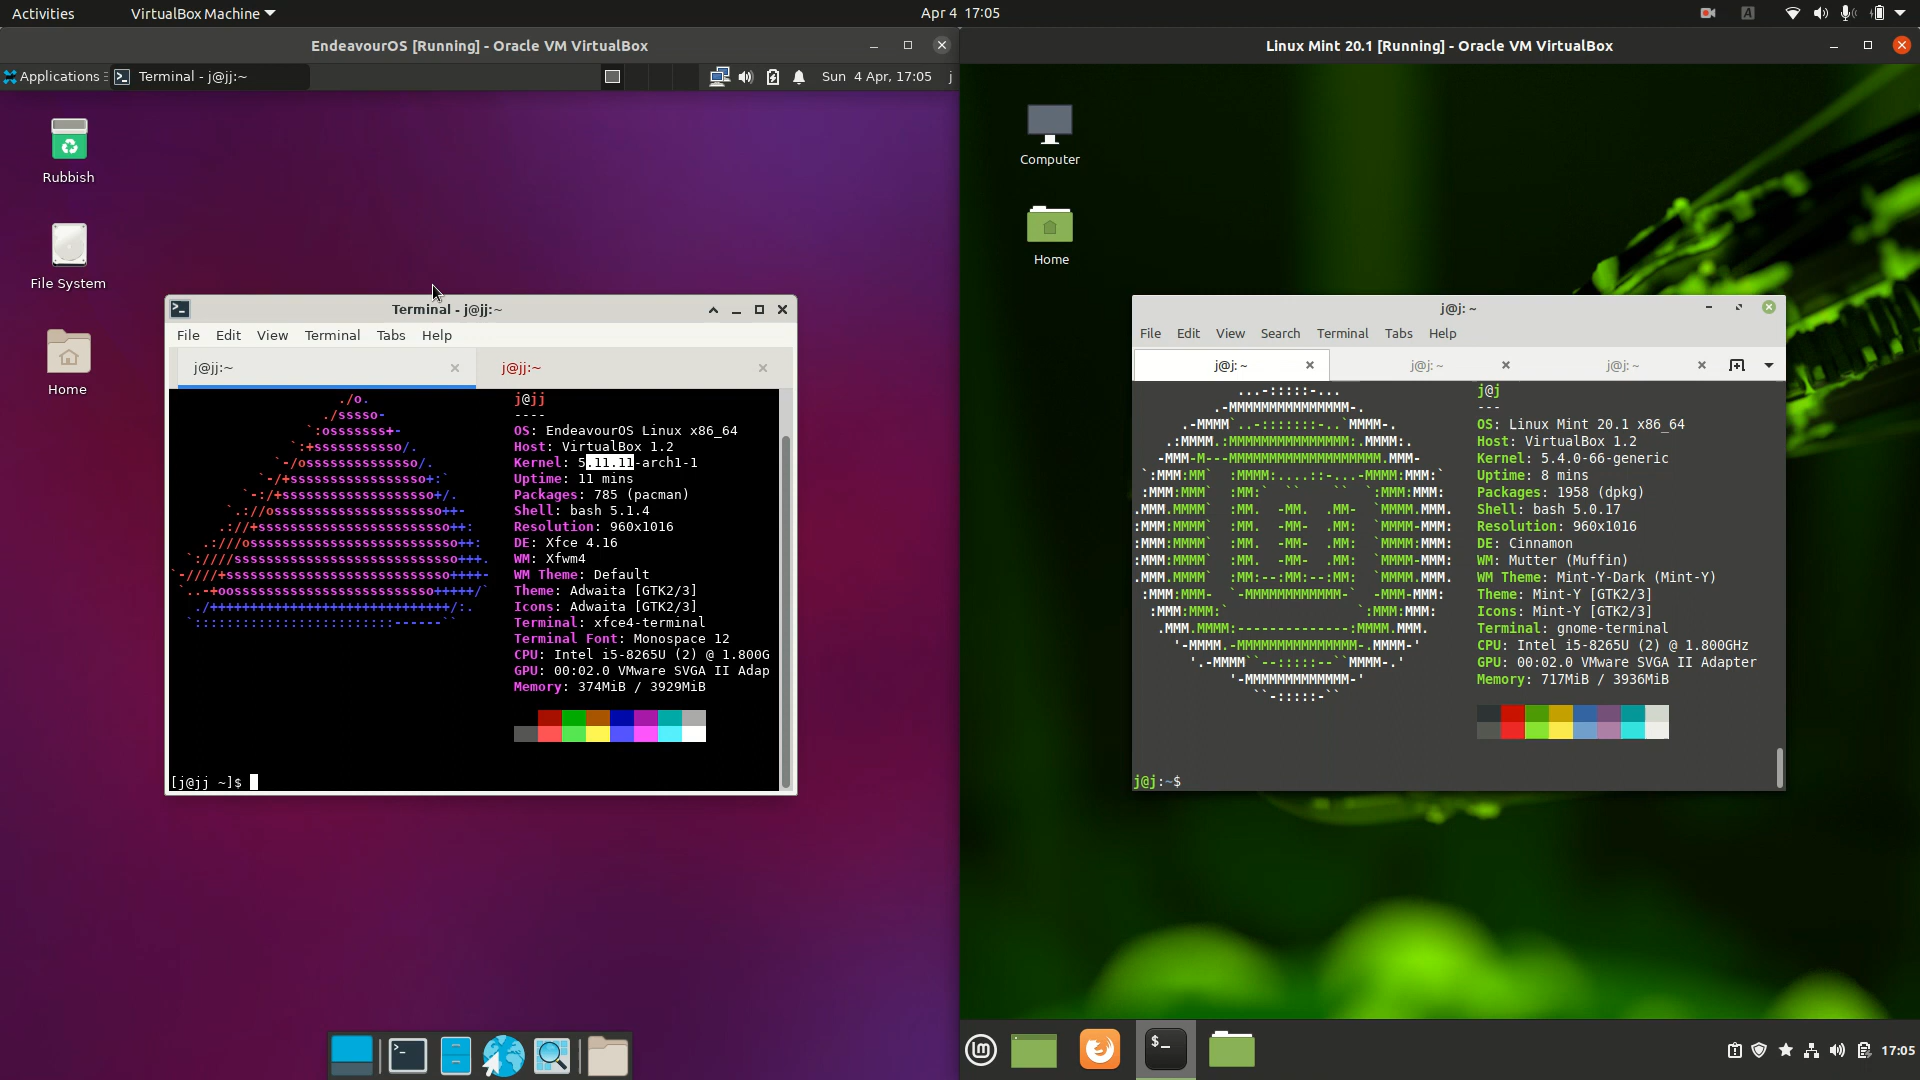 Activities
VirtualBox Machine
Apr 4 17:05
A
EndeavourOS [Running] - Oracle VM VirtualBox
Applications
Terminal - j@jj:~
Sun 4 Apr, 17:05
j
Rubbish
File System
Home
Terminal - j@jj:~
File Edit View Terminal Tabs Help
j@jj:~
j@jj:~
j@jj
----
OS: EndeavourOS Linux x86_64
Host: VirtualBox 1.2
Kernel: 5.11.11-arch1-1
Uptime: 11 mins
Packages: 785 (pacman)
Shell: bash 5.1.4
Resolution: 960x1016
DE: Xfce 4.16
WM: Xfwm4
WM Theme: Default
Theme: Adwaita [GTK2/3]
Icons: Adwaita [GTK2/3]
Terminal: xfce4-terminal
Terminal Font: Monospace 12
CPU: Intel i5-8265U (2) @ 1.800G
GPU: 00:02.0 VMware SVGA II Adap
Memory: 374MiB / 3929MiB
[j@jj ~]$
Linux Mint 20.1 [Running] - Oracle VM VirtualBox
Computer
Home
j@j: ~
File Edit View Search Terminal Tabs Help
j@j: ~
j@j: ~
j@j: ~
j@j
---
OS: Linux Mint 20.1 x86_64
Host: VirtualBox 1.2
Kernel: 5.4.0-66-generic
Uptime: 8 mins
Packages: 1958 (dpkg)
Shell: bash 5.0.17
Resolution: 960x1016
DE: Cinnamon
WM: Mutter (Muffin)
WM Theme: Mint-Y-Dark (Mint-Y)
Theme: Mint-Y [GTK2/3]
Icons: Mint-Y [GTK2/3]
Terminal: gnome-terminal
CPU: Intel i5-8265U (2) @ 1.800GHz
GPU: 00:02.0 VMware SVGA II Adapter
Memory: 717MiB / 3936MiB
j@j:~$
17:05